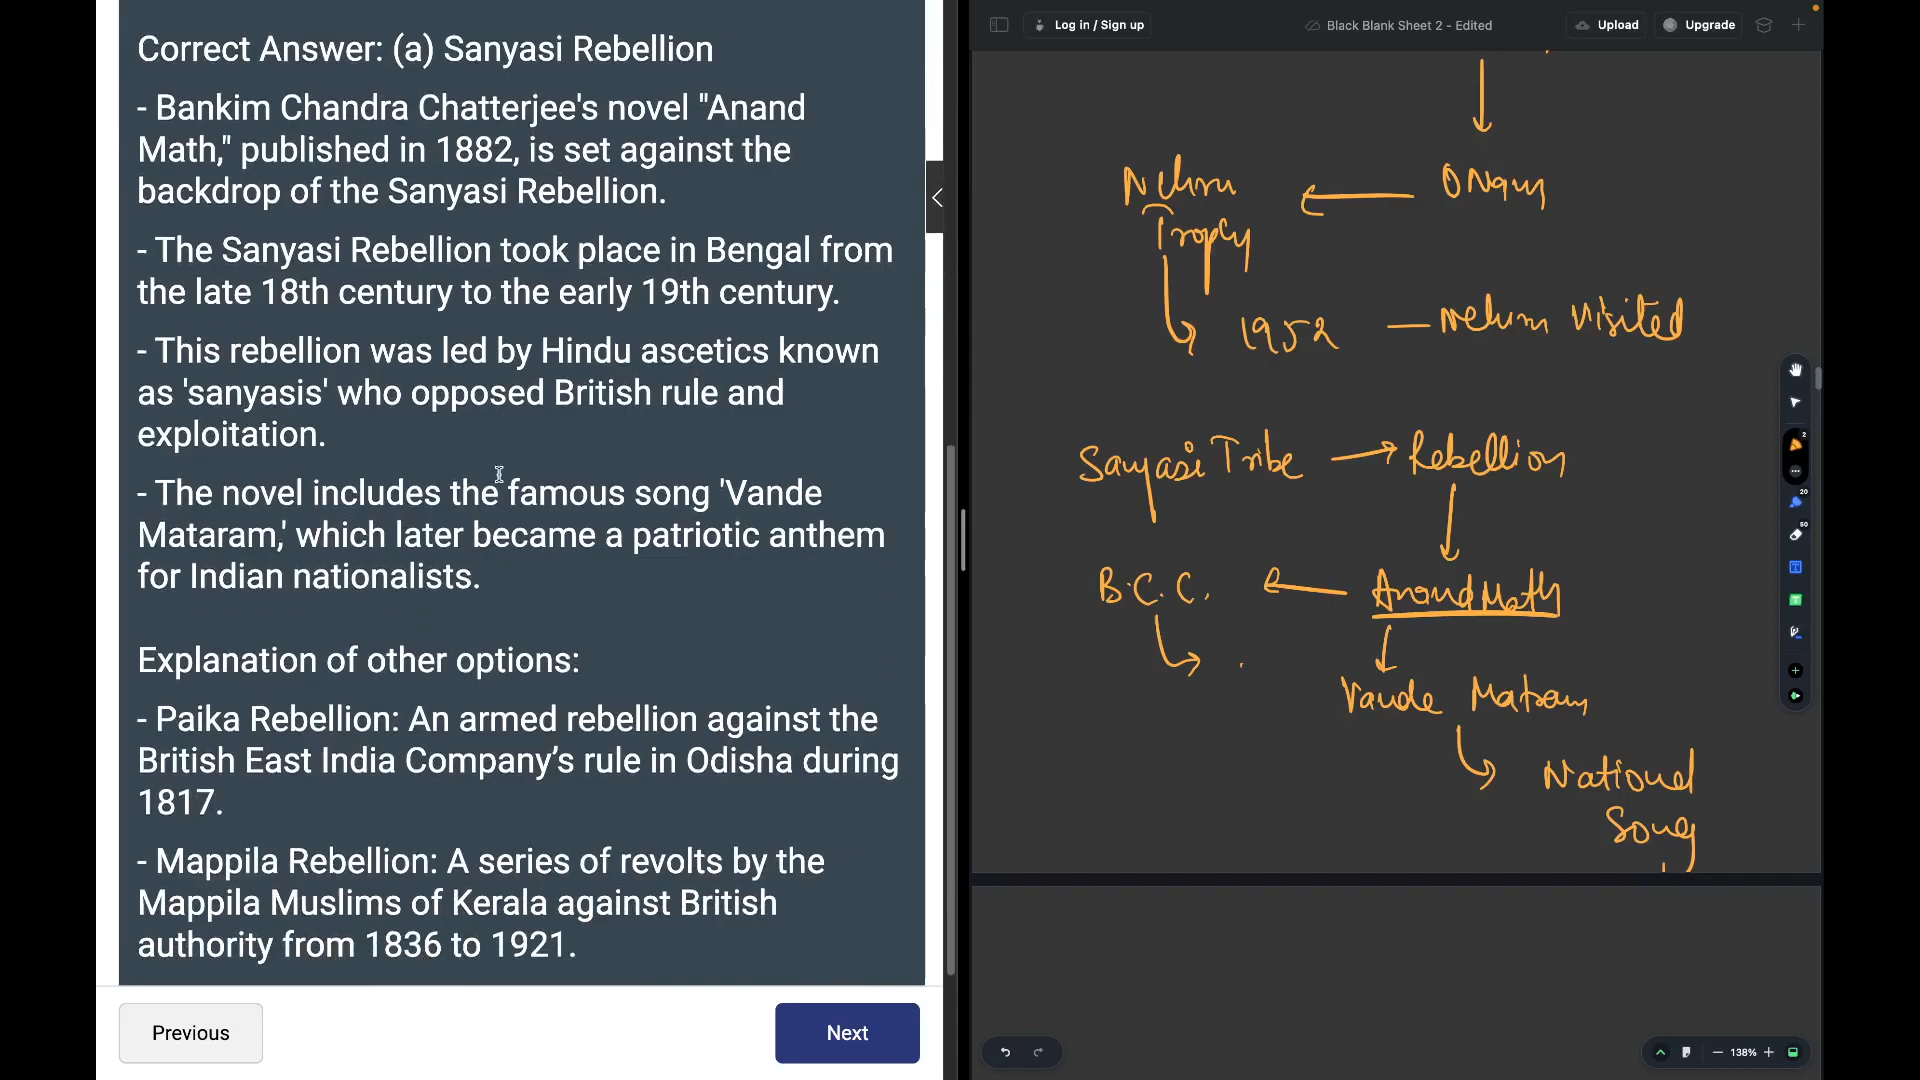 Correct Answer: (a) Sanyasi Rebellion
- Bankim Chandra Chatterjee's novel "Anand
Math," published in 1882, is set against the
backdrop of the Sanyasi Rebellion.
- The Sanyasi Rebellion took place in Bengal from
the late 18th century to the early 19th century.
- This rebellion was led by Hindu ascetics known
as 'sanyasis' who opposed British rule and
exploitation.
- The novel includes the famous song 'Vande
Mataram,' which later became a patriotic anthem
for Indian nationalists.
Explanation of other options:
- Paika Rebellion: An armed rebellion against the
British East India Company’s rule in Odisha during
1817.
- Mappila Rebellion: A series of revolts by the
Mappila Muslims of Kerala against British
authority from 1836 to 1921.
Previous
Next
Log in / Sign up
Black Blank Sheet 2 - Edited
Upload
Upgrade
Nehru
Trophy
ONam
1952 — Nehru visited
Sanyasi Tribe → Rebellion
B.C.C. ← Anand Math
Vande Matram
National
Song
138%